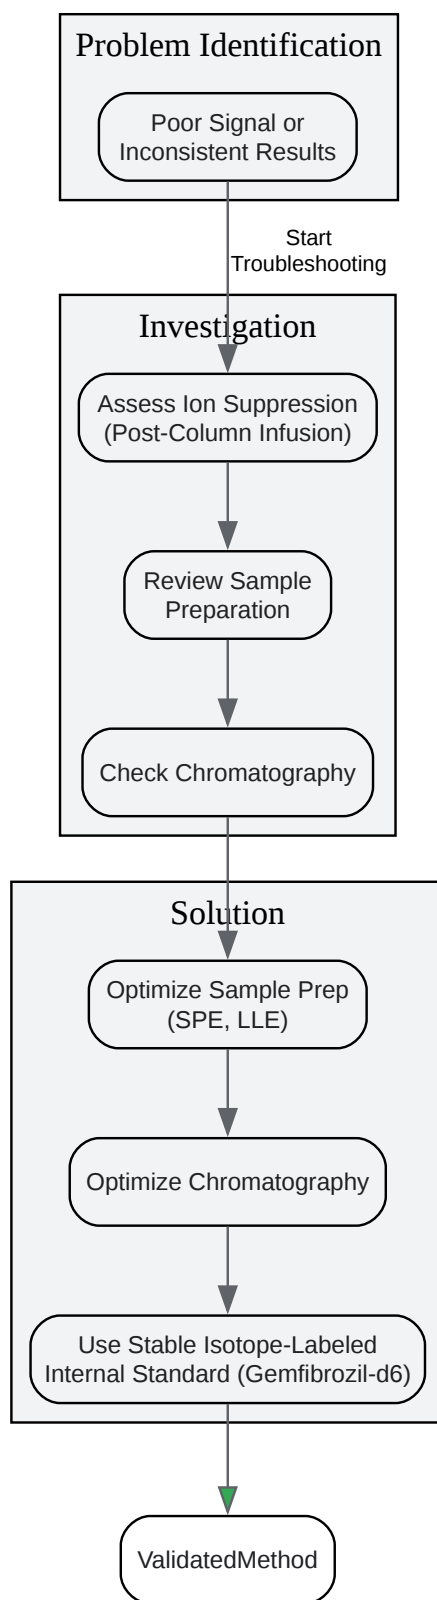 Problem Identification
Poor Signal or
Inconsistent Results
Start
Troubleshooting
Investigation
Assess Ion Suppression
(Post-Column Infusion)
Review Sample
Preparation
Check Chromatography
Solution
Optimize Sample Prep
(SPE, LLE)
Optimize Chromatography
Use Stable Isotope-Labeled
Internal Standard (Gemfibrozil-d6)
ValidatedMethod